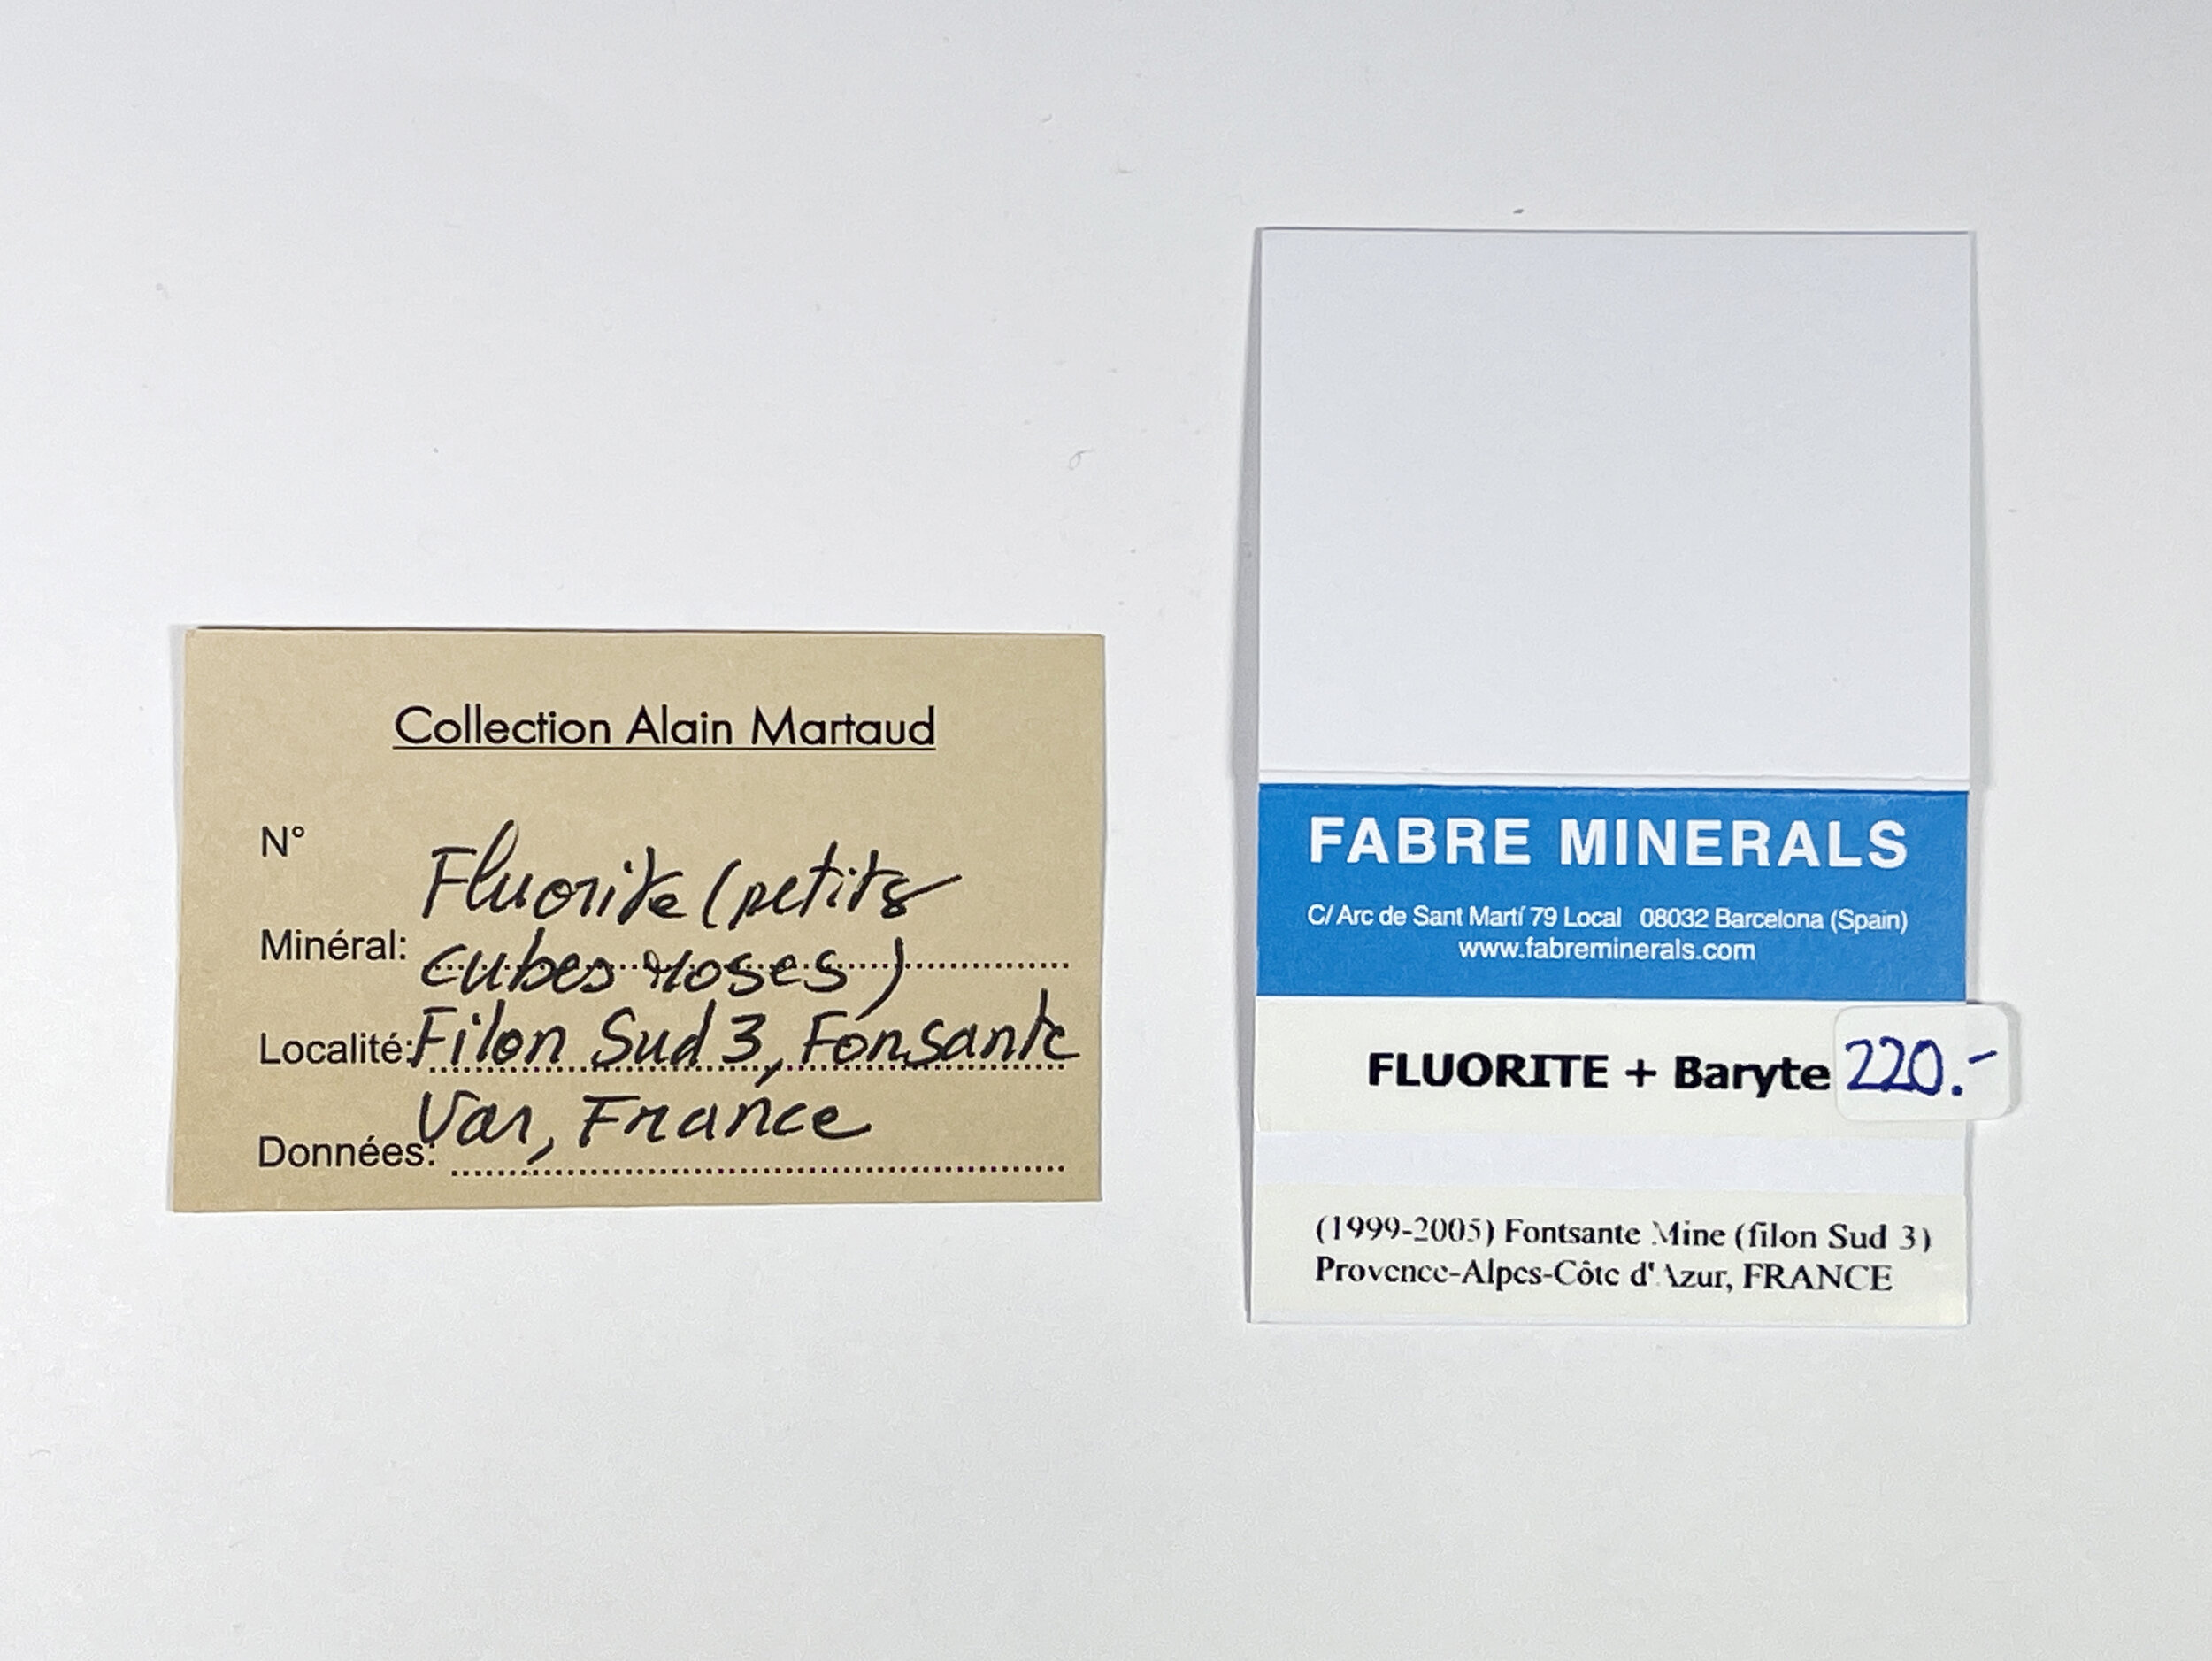 Collection Alain Martaud
N°
Fluorite (petits
Minéral: cubes roses)
Localité: Filon Sud 3, Fonsante
Var, France
Données:
FABRE MINERALS
C/ Arc de Sant Martí 79 Local 08032 Barcelona (Spain)
www.fabreminerals.com
FLUORITE + Baryte 220.-
(1999-2005) Fontsante Mine (filon Sud 3)
Provence-Alpes-Côte d'Azur, FRANCE